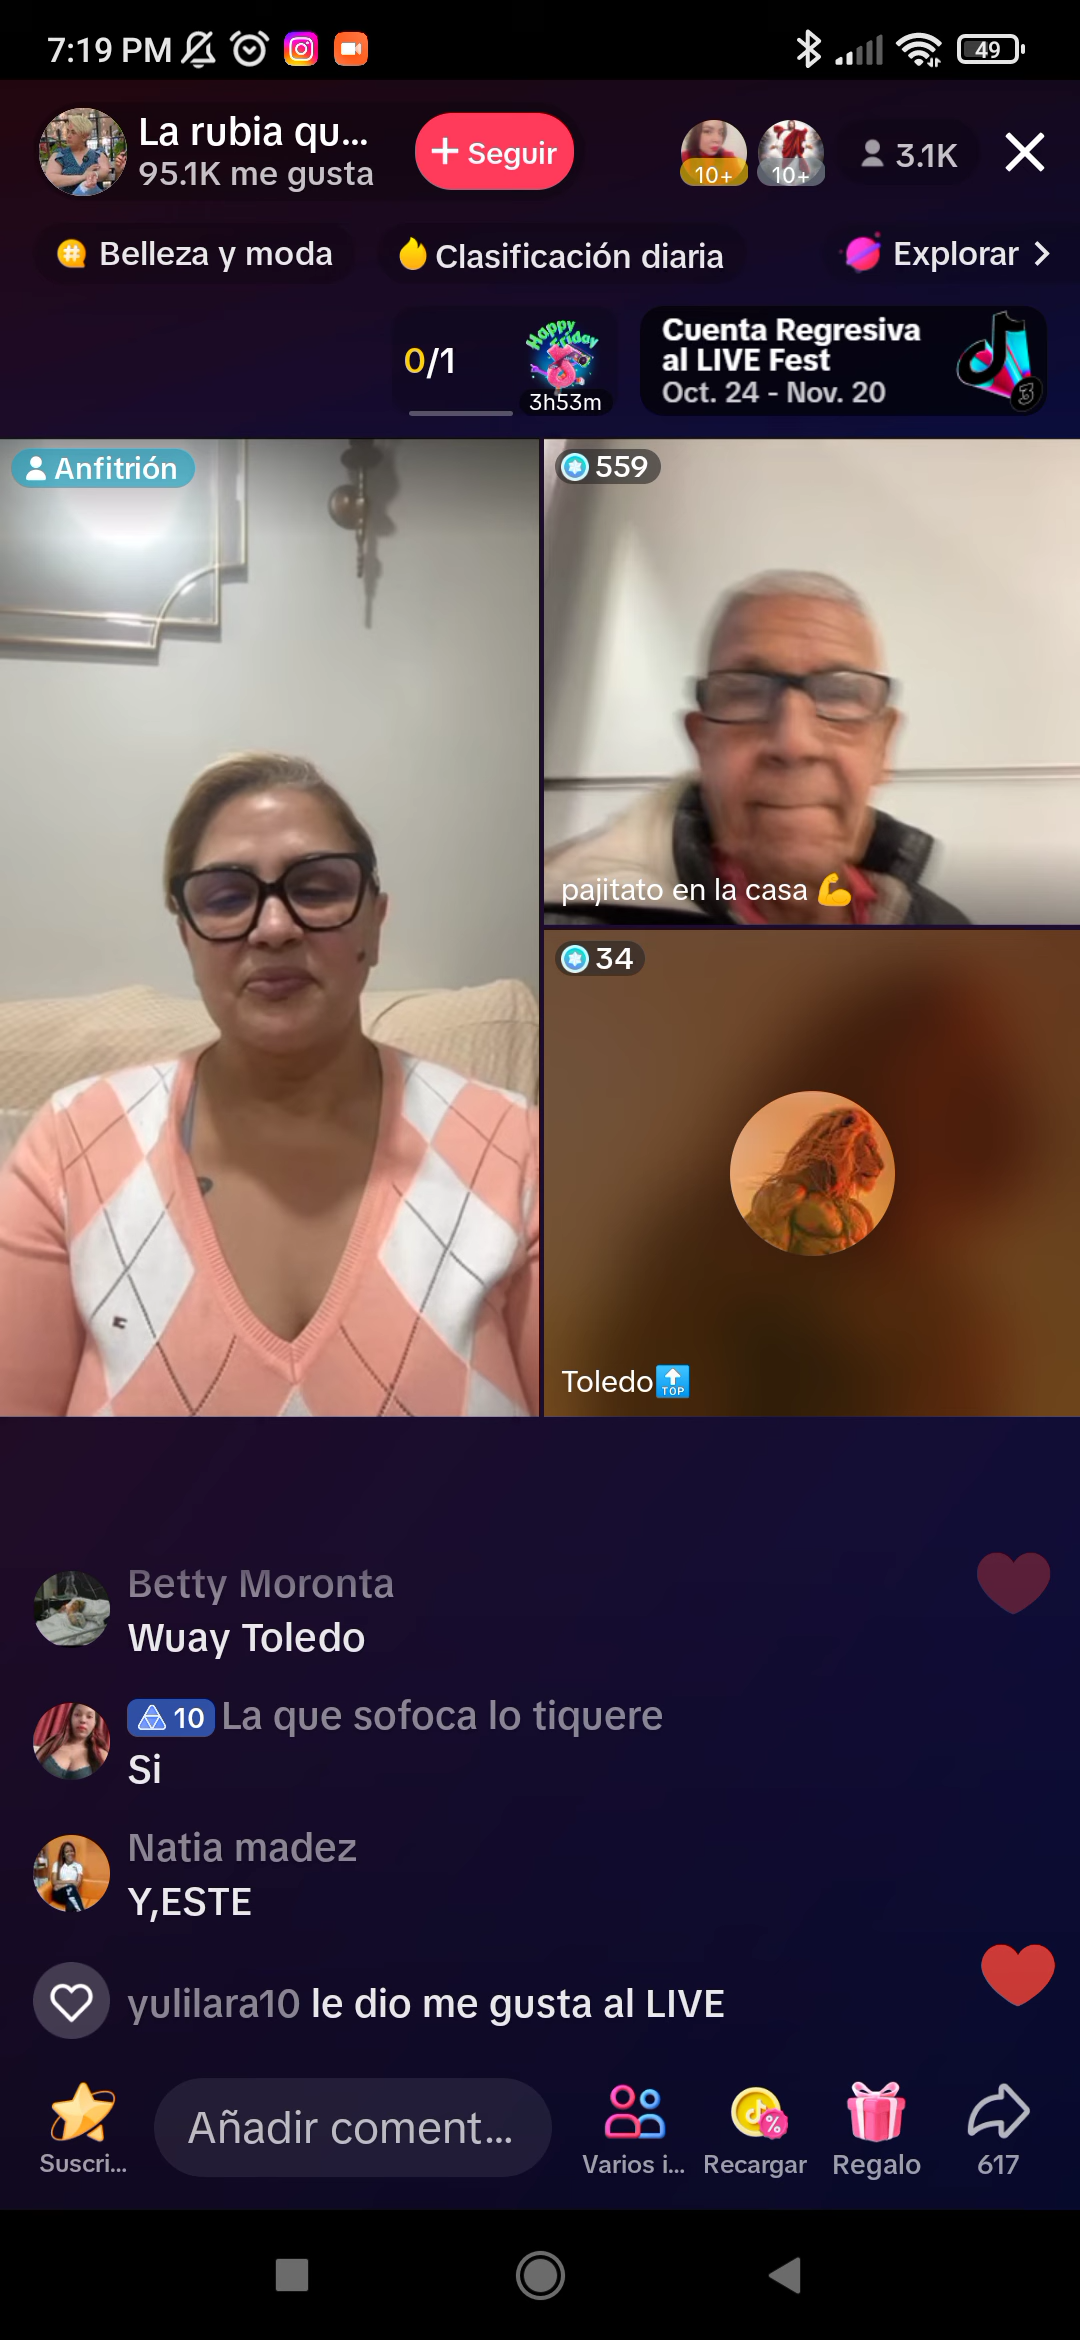 7:19 PM
49
La rubia qu...
95.1K me gusta
+ Seguir
10+
10+
3.1K
Belleza y moda
Clasificación diaria
Explorar >
0/1
Happy Friday
3h53m
Cuenta Regresiva
al LIVE Fest
Oct. 24 - Nov. 20
3
Anfitrión
559
pajitato en la casa 💪
34
Toledo🔝
Betty Moronta
Wuay Toledo
10 La que sofoca lo tiquere
Si
Natia madez
Y,ESTE
yulilara10 le dio me gusta al LIVE
Suscri...
Añadir coment...
Varios i...
Recargar
Regalo
617